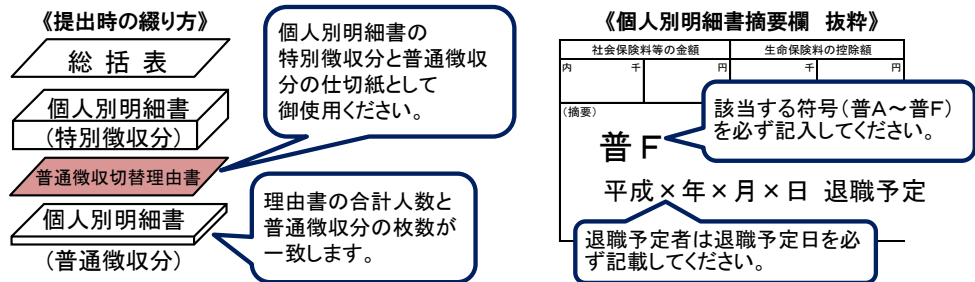 《提出時の綴り方》
総括表
個人別明細書
(特別徴収分)
普通徴収切替理由書
個人別明細書
(普通徴収分)
個人別明細書の
特別徴収分と普通徴収
分の仕切紙として
御使用ください。
理由書の合計人数と
普通徴収分の枚数が
一致します。
《個人別明細書摘要欄 抜粋》
社会保険料等の金額 生命保険料の控除額
内 千 円 千 円
(摘要)
普F
平成×年×月×日 退職予定
該当する符号(普A～普F)
を必ず記入してください。
退職予定者は退職予定日を必
ず記載してください。